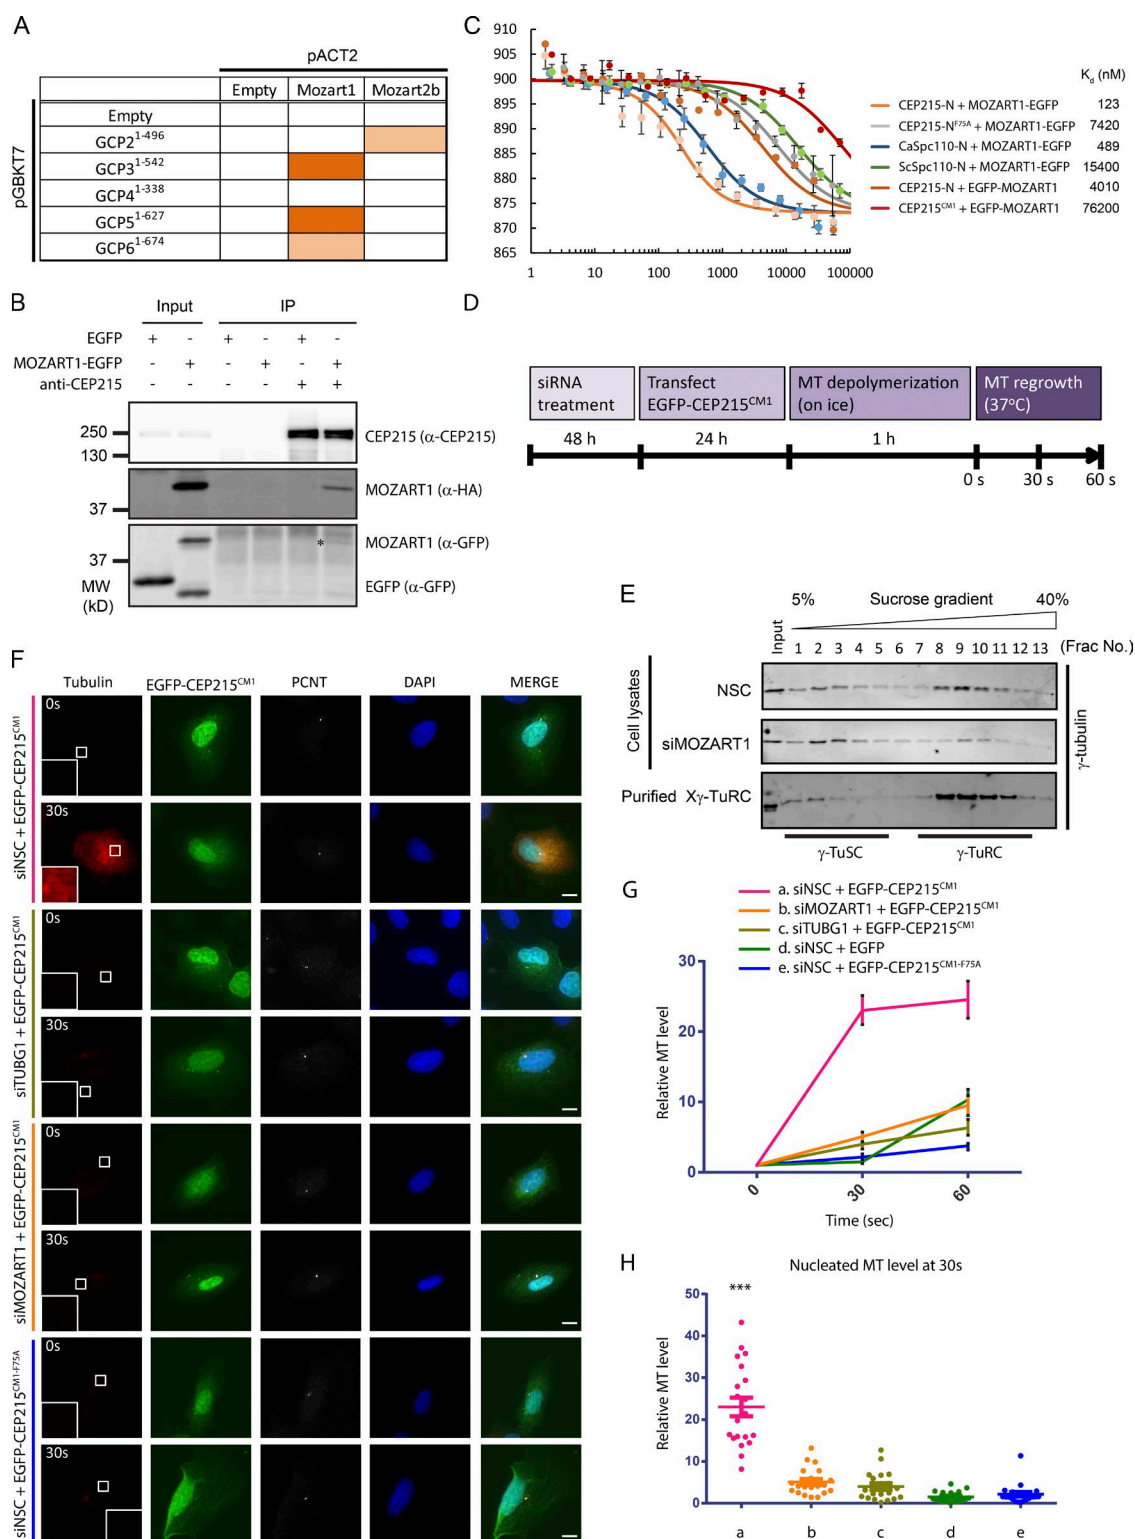 A
pACT2
Empty Mozart1 Mozart2b
pGBKT7
Empty
GCP2^1-496
GCP3^1-542
GCP4^1-338
GCP5^1-627
GCP6^1-674
B
Input IP
EGFP + - + - + -
MOZART1-EGFP - + - + - +
anti-CEP215 - - - - + +
250
130
CEP215 (α-CEP215)
37
MOZART1 (α-HA)
37
*
MOZART1 (α-GFP)
EGFP (α-GFP)
MW
(kD)
C
910
905
900
895
890
885
880
875
870
865
1 10 100 1000 10000 100000
K_d (nM)
CEP215-N + MOZART1-EGFP 123
CEP215-N^F75A + MOZART1-EGFP 7420
CaSpc110-N + MOZART1-EGFP 489
ScSpc110-N + MOZART1-EGFP 15400
CEP215-N + EGFP-MOZART1 4010
CEP215^CM1 + EGFP-MOZART1 76200
D
siRNA treatment
Transfect EGFP-CEP215^CM1
MT depolymerization (on ice)
MT regrowth (37°C)
48 h 24 h 1 h
0 s 30 s 60 s
E
5% Sucrose gradient 40%
Input 1 2 3 4 5 6 7 8 9 10 11 12 13 (Frac No.)
Cell lysates
NSC
siMOZART1
Purified Xγ-TuRC
γ-tubulin
γ-TuSC γ-TuRC
F
Tubulin EGFP-CEP215^CM1 PCNT DAPI MERGE
siNSC + EGFP-CEP215^CM1
0s
30s
siTUBG1 + EGFP-CEP215^CM1
0s
30s
siMOZART1 + EGFP-CEP215^CM1
0s
30s
siNSC + EGFP-CEP215^CM1-F75A
0s
30s
G
a. siNSC + EGFP-CEP215^CM1
b. siMOZART1 + EGFP-CEP215^CM1
c. siTUBG1 + EGFP-CEP215^CM1
d. siNSC + EGFP
e. siNSC + EGFP-CEP215^CM1-F75A
Relative MT level
30
20
10
0
0 30 60
Time (sec)
H
Nucleated MT level at 30s
***
Relative MT level
50
40
30
20
10
0
a b c d e